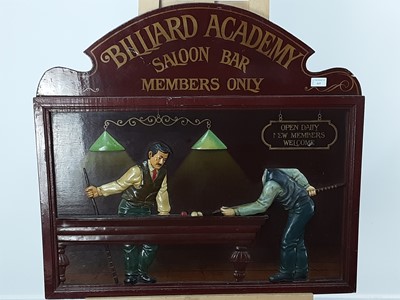 BILLIARD ACADEMY
SALOON BAR
MEMBERS ONLY
OPEN DAILY
NEW MEMBERS
WELCOME